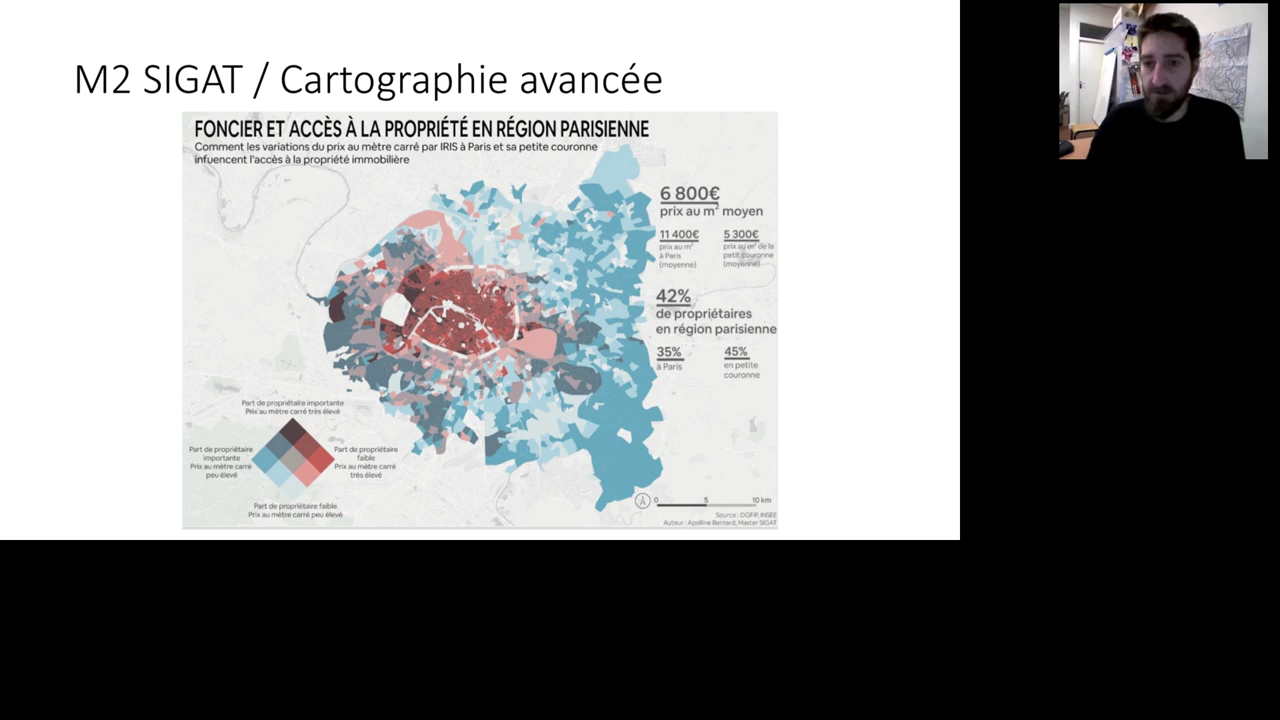 M2 SIGAT / Cartographie avancée
FONCIER ET ACCÈS À LA PROPRIÉTÉ EN RÉGION PARISIENNE
Comment les variations du prix au mètre carré par IRIS à Paris et sa petite couronne
infuencent l'accès à la propriété immobilière
6 800€
prix au m² moyen
11 400€
prix au m²
à Paris
(moyenne)
5 300€
prix au m² de la
petit couronne
(moyenne)
42%
de propriétaires
en région parisienne
35%
à Paris
45%
en petite
couronne
Part de propriétaire importante
Prix au mètre carré très élevé
Part de propriétaire
importante
Prix au mètre carré
peu élevé
Part de propriétaire
faible
Prix au mètre carré
très élevé
Part de propriétaire faible
Prix au mètre carré peu élevé
0 5 10 km
Source : DGFIP, INSEE
Auteur : Apolline Bernard, Master SIGAT